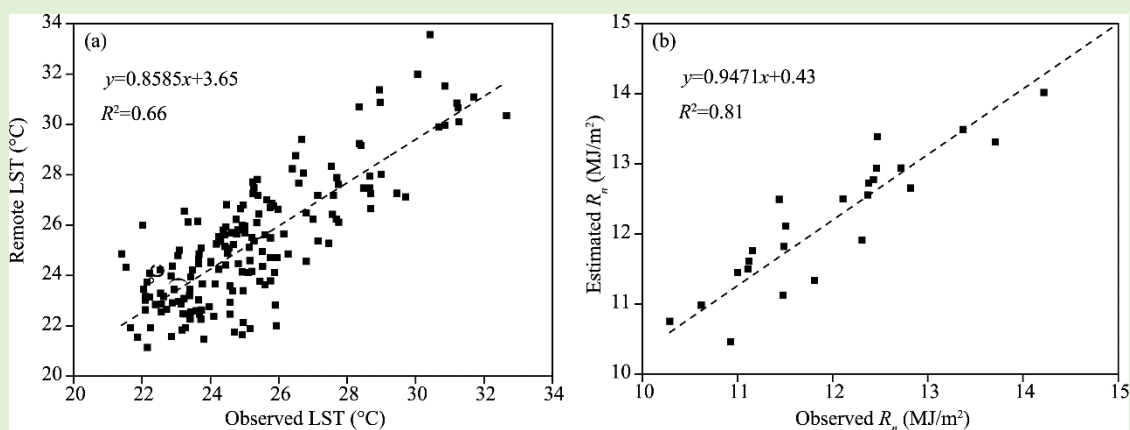 (a)
y=0.8585x+3.65
R²=0.66
34
32
30
28
26
24
22
20
Remote LST (°C)
20 22 24 26 28 30 32 34
Observed LST (°C)
(b)
y=0.9471x+0.43
R²=0.81
15
14
13
12
11
10
Estimated Rₙ (MJ/m²)
10 11 12 13 14 15
Observed Rₙ (MJ/m²)